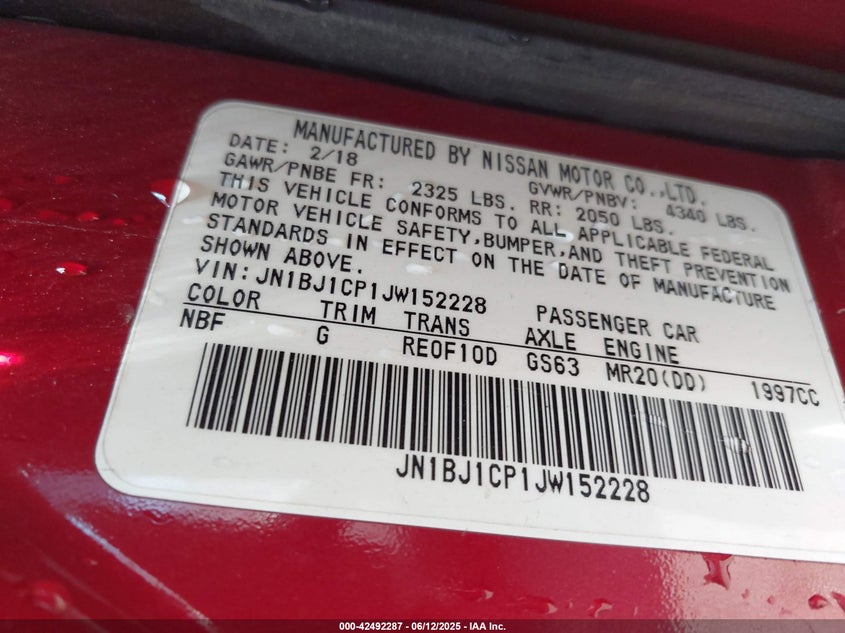 MANUFACTURED BY NISSAN MOTOR CO.,LTD.
DATE: 2/18 GVWR/PNBV: 4340 LBS.
GAWR/PNBE FR: 2325 LBS. RR: 2050 LBS.
THIS VEHICLE CONFORMS TO ALL APPLICABLE FEDERAL
MOTOR VEHICLE SAFETY,BUMPER,AND THEFT PREVENTION
STANDARDS IN EFFECT ON THE DATE OF MANUFACTURE
SHOWN ABOVE.
VIN:JN1BJ1CP1JW152228 PASSENGER CAR
COLOR TRIM TRANS AXLE ENGINE
NBF G RE0F10D GS63 MR20(DD) 1997CC
JN1BJ1CP1JW152228
000-42492287 - 06/12/2025 - IAA Inc.